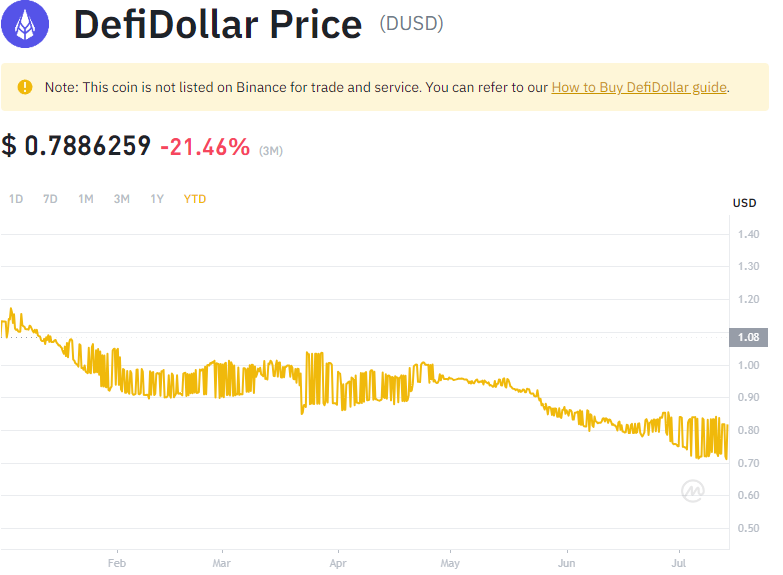 DefiDollar Price (DUSD)
Note: This coin is not listed on Binance for trade and service. You can refer to our How to Buy DefiDollar guide.
$ 0.7886259 -21.46% (3M)
1D 7D 1M 3M 1Y YTD
USD
1.40
1.30
1.20
1.08
1.00
0.90
0.80
0.70
0.60
0.50
Feb Mar Apr May Jun Jul